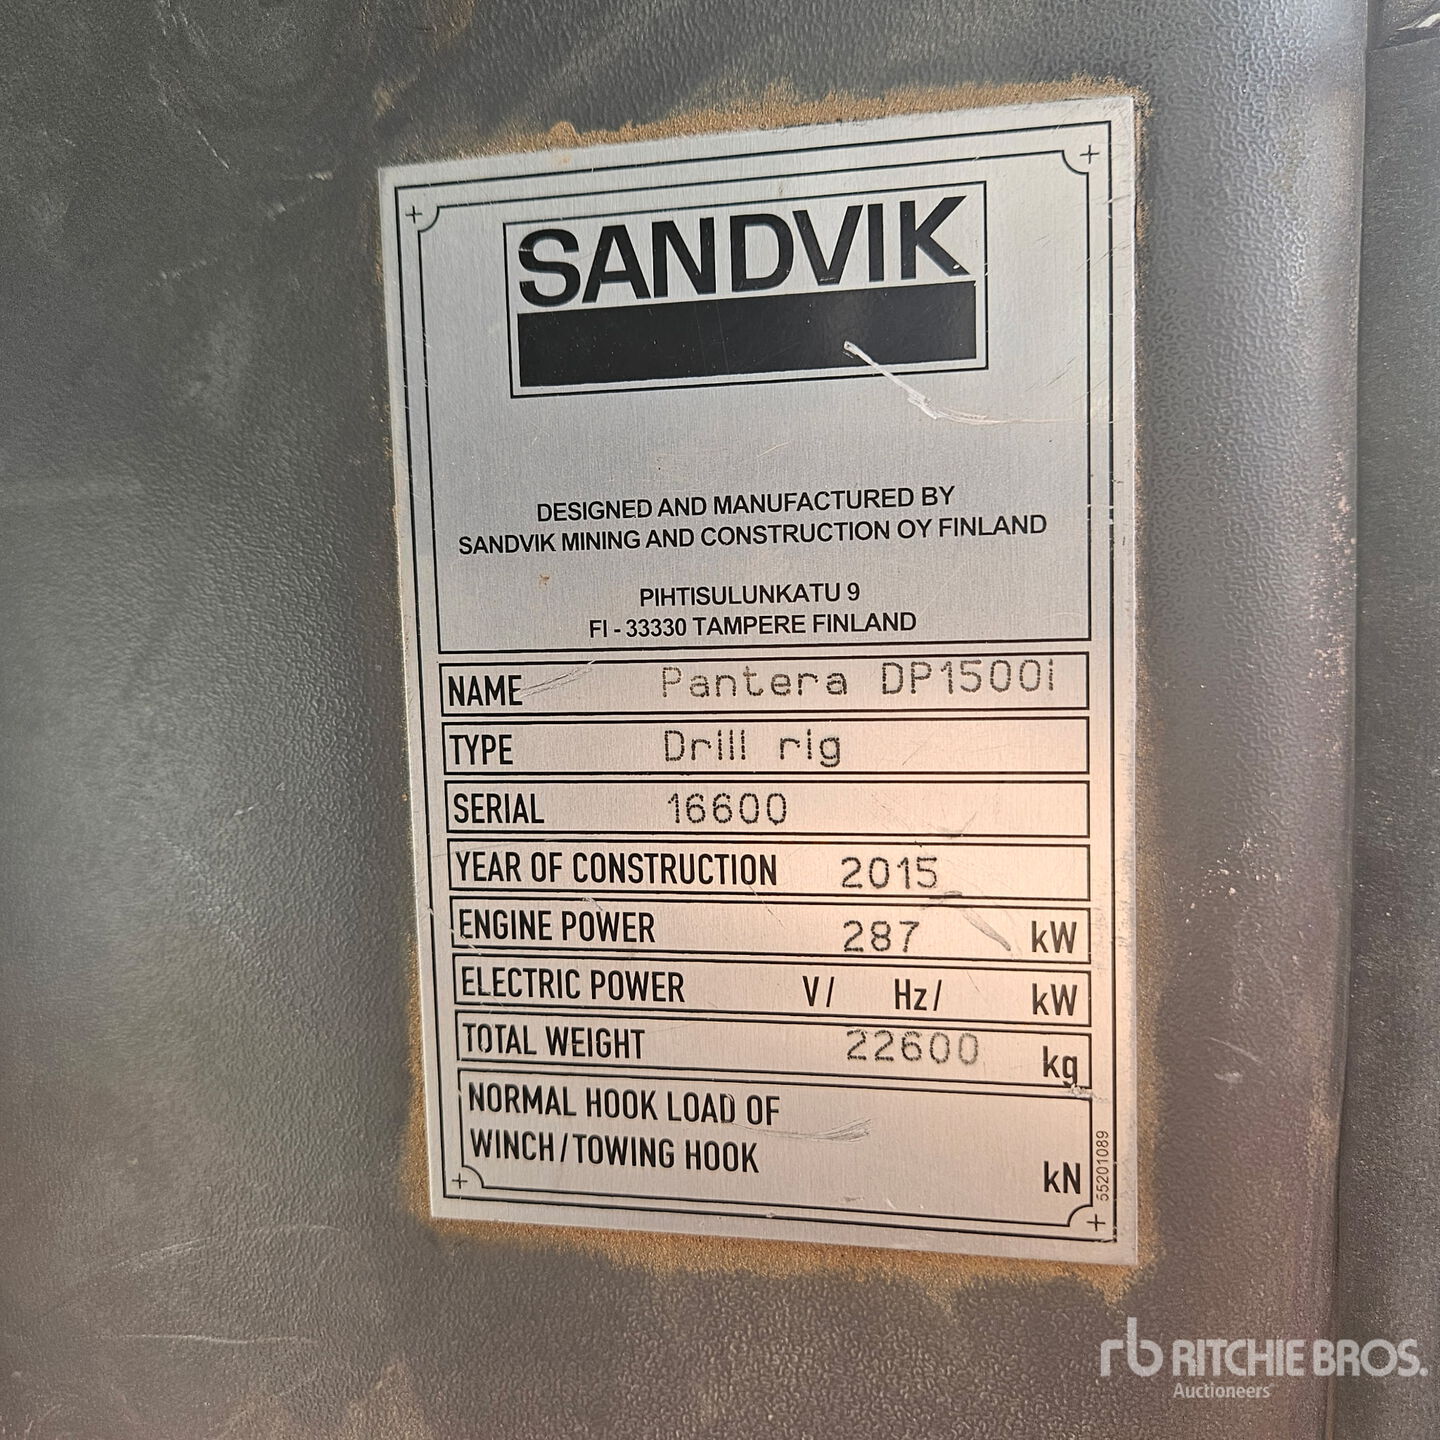 SANDVIK
DESIGNED AND MANUFACTURED BY
SANDVIK MINING AND CONSTRUCTION OY FINLAND
PIHTISULUNKATU 9
FI - 33330 TAMPERE FINLAND
NAME Pantera DP1500i
TYPE Drill rig
SERIAL 16600
YEAR OF CONSTRUCTION 2015
ENGINE POWER 287 kW
ELECTRIC POWER V/ Hz/ kW
TOTAL WEIGHT 22600 kg
NORMAL HOOK LOAD OF
WINCH/TOWING HOOK kN
55201089
rb RITCHIE BROS.
Auctioneers